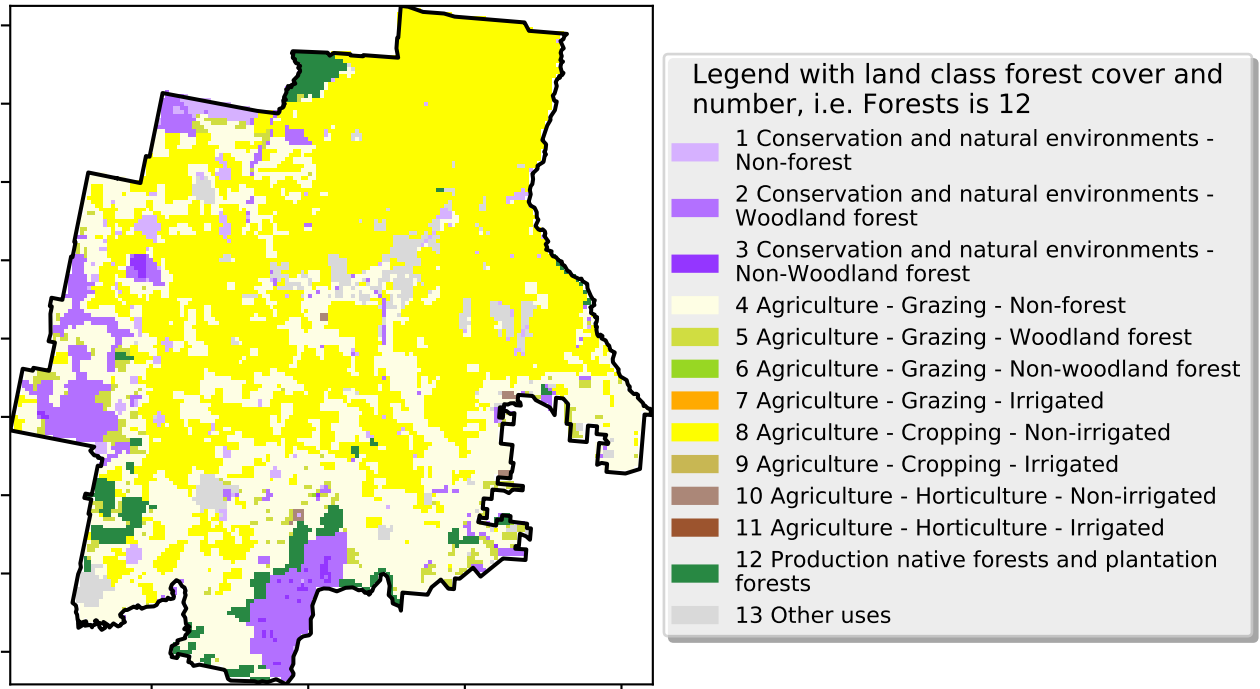 Legend with land class forest cover and
number, i.e. Forests is 12
1 Conservation and natural environments -
Non-forest
2 Conservation and natural environments -
Woodland forest
3 Conservation and natural environments -
Non-Woodland forest
4 Agriculture - Grazing - Non-forest
5 Agriculture - Grazing - Woodland forest
6 Agriculture - Grazing - Non-woodland forest
7 Agriculture - Grazing - Irrigated
8 Agriculture - Cropping - Non-irrigated
9 Agriculture - Cropping - Irrigated
10 Agriculture - Horticulture - Non-irrigated
11 Agriculture - Horticulture - Irrigated
12 Production native forests and plantation
forests
13 Other uses